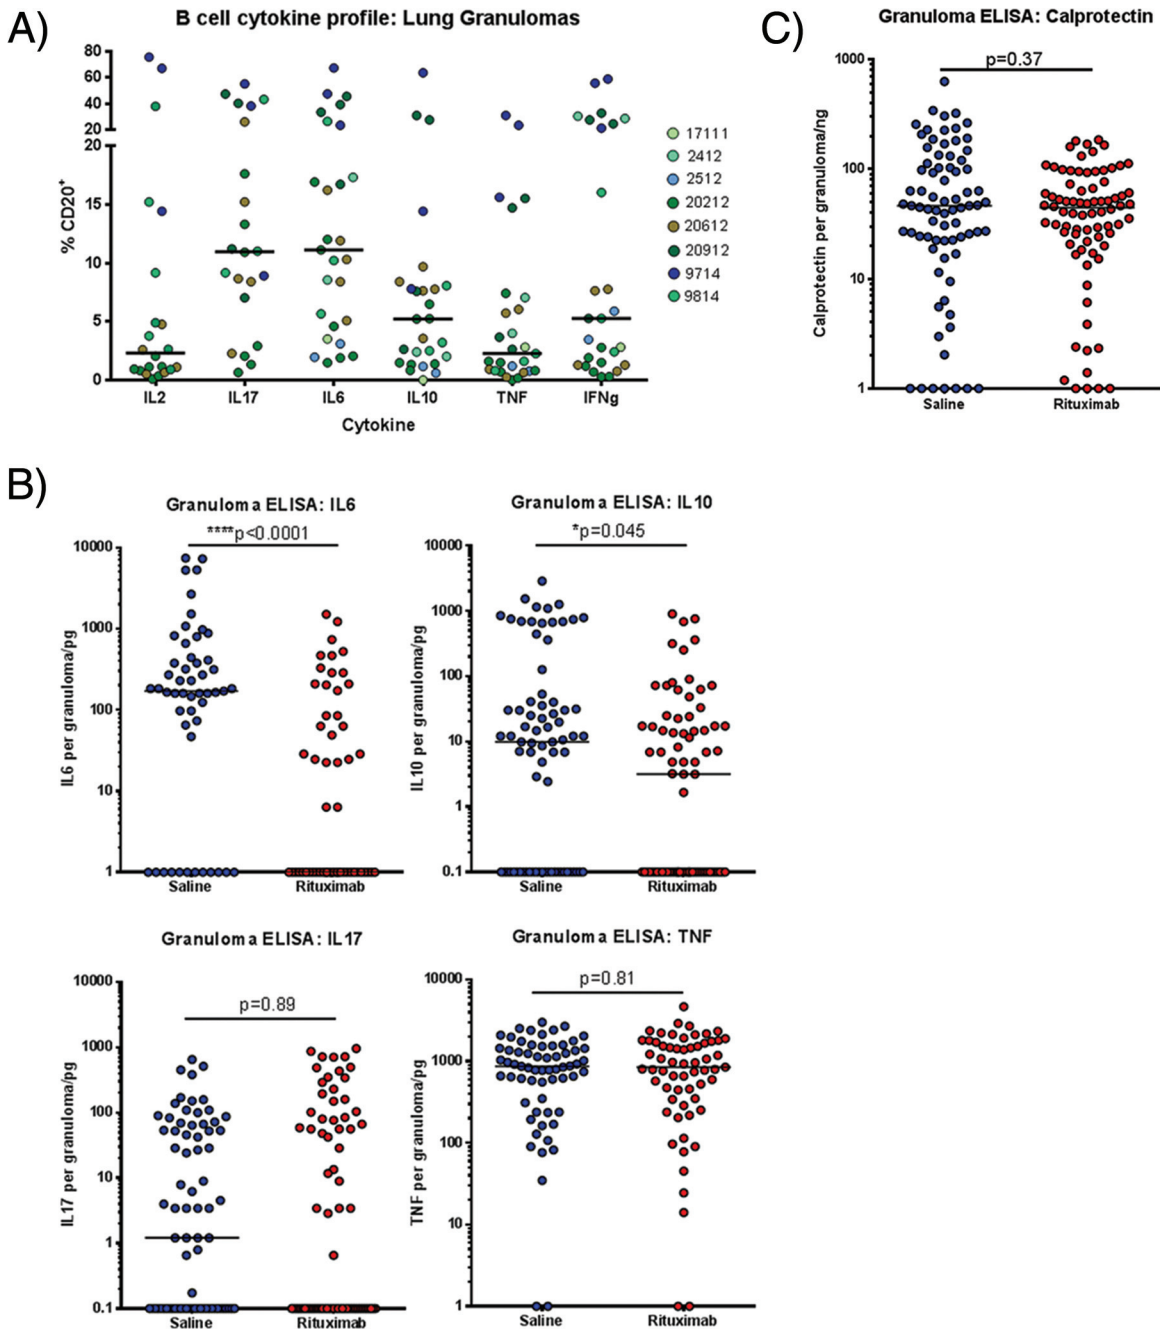 A)
B cell cytokine profile: Lung Granulomas
% CD20+
80
60
40
20
20
15
10
5
0
IL2 IL17 IL6 IL10 TNF IFNg
Cytokine
17111
2412
2512
20212
20612
20912
9714
9814
C)
Granuloma ELISA: Calprotectin
p=0.37
Calprotectin per granuloma/ng
1000
100
10
1
Saline Rituximab
B)
Granuloma ELISA: IL6
****p<0.0001
IL6 per granuloma/pg
10000
1000
100
10
1
Saline Rituximab
Granuloma ELISA: IL10
*p=0.045
IL10 per granuloma/pg
10000
1000
100
10
1
0.1
Saline Rituximab
Granuloma ELISA: IL17
p=0.89
IL17 per granuloma/pg
10000
1000
100
10
1
0.1
Saline Rituximab
Granuloma ELISA: TNF
p=0.81
TNF per granuloma/pg
10000
1000
100
10
1
Saline Rituximab